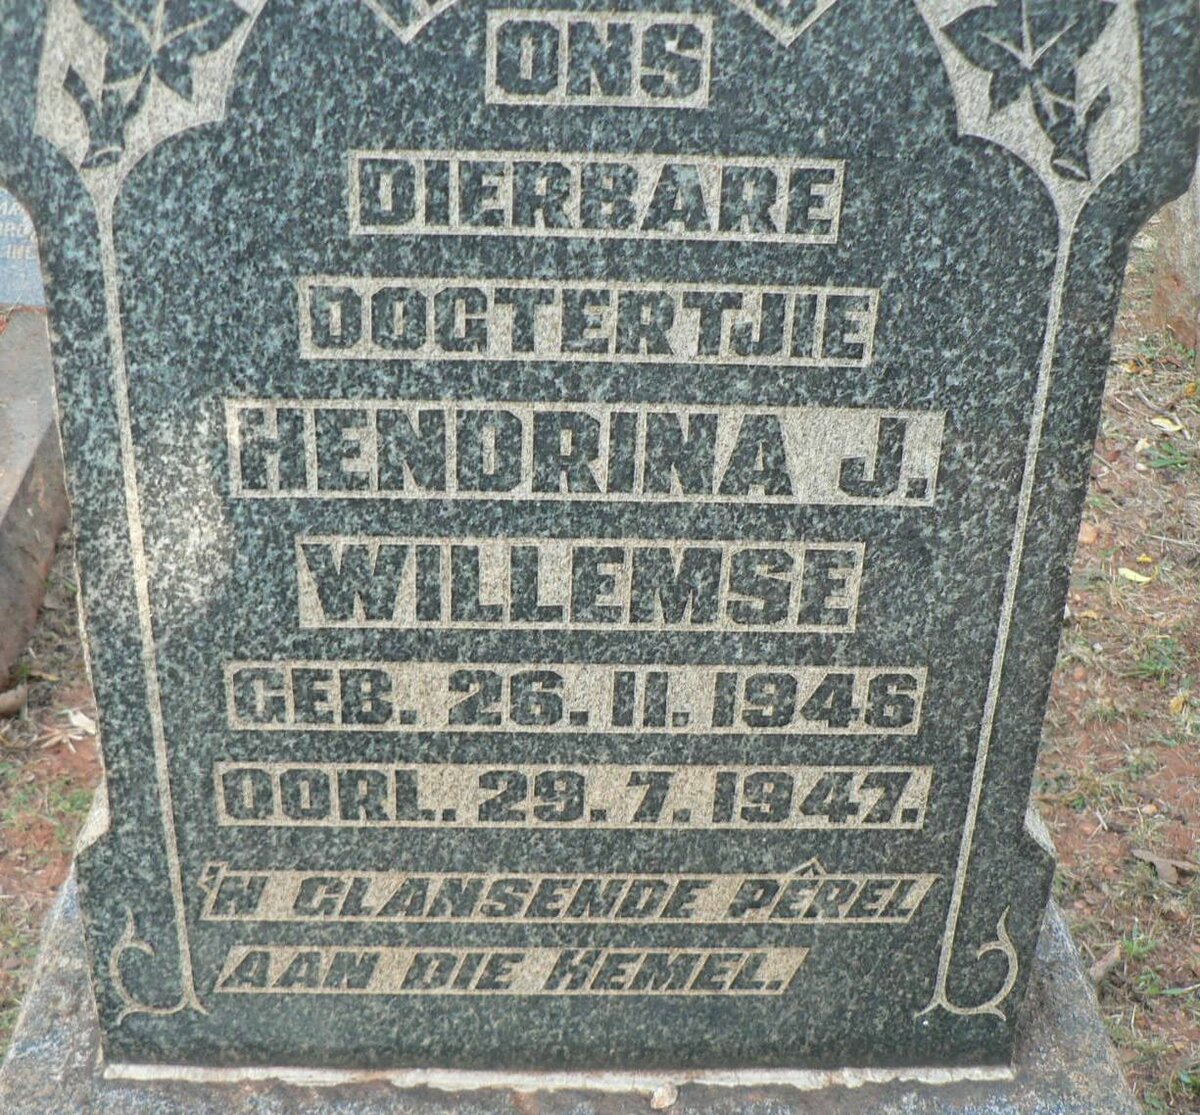 ONS
DIERBARE
DOGTERTJIE
HENDRINA J.
WILLEMSE
GEB. 26. 11. 1946
OORL. 29. 7. 1947.
'N GLANSENDE PÊREL
AAN DIE HEMEL.